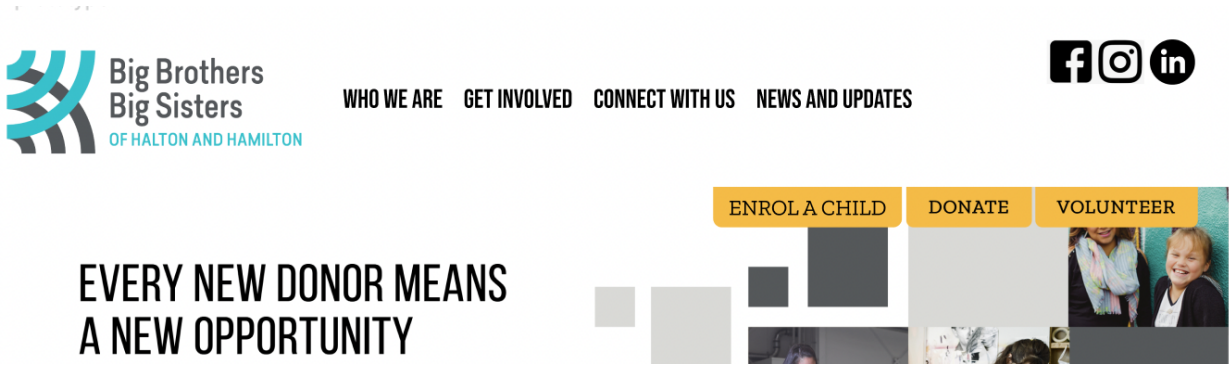 Big Brothers
Big Sisters
OF HALTON AND HAMILTON
WHO WE ARE GET INVOLVED CONNECT WITH US NEWS AND UPDATES
ENROL A CHILD DONATE VOLUNTEER
EVERY NEW DONOR MEANS
A NEW OPPORTUNITY